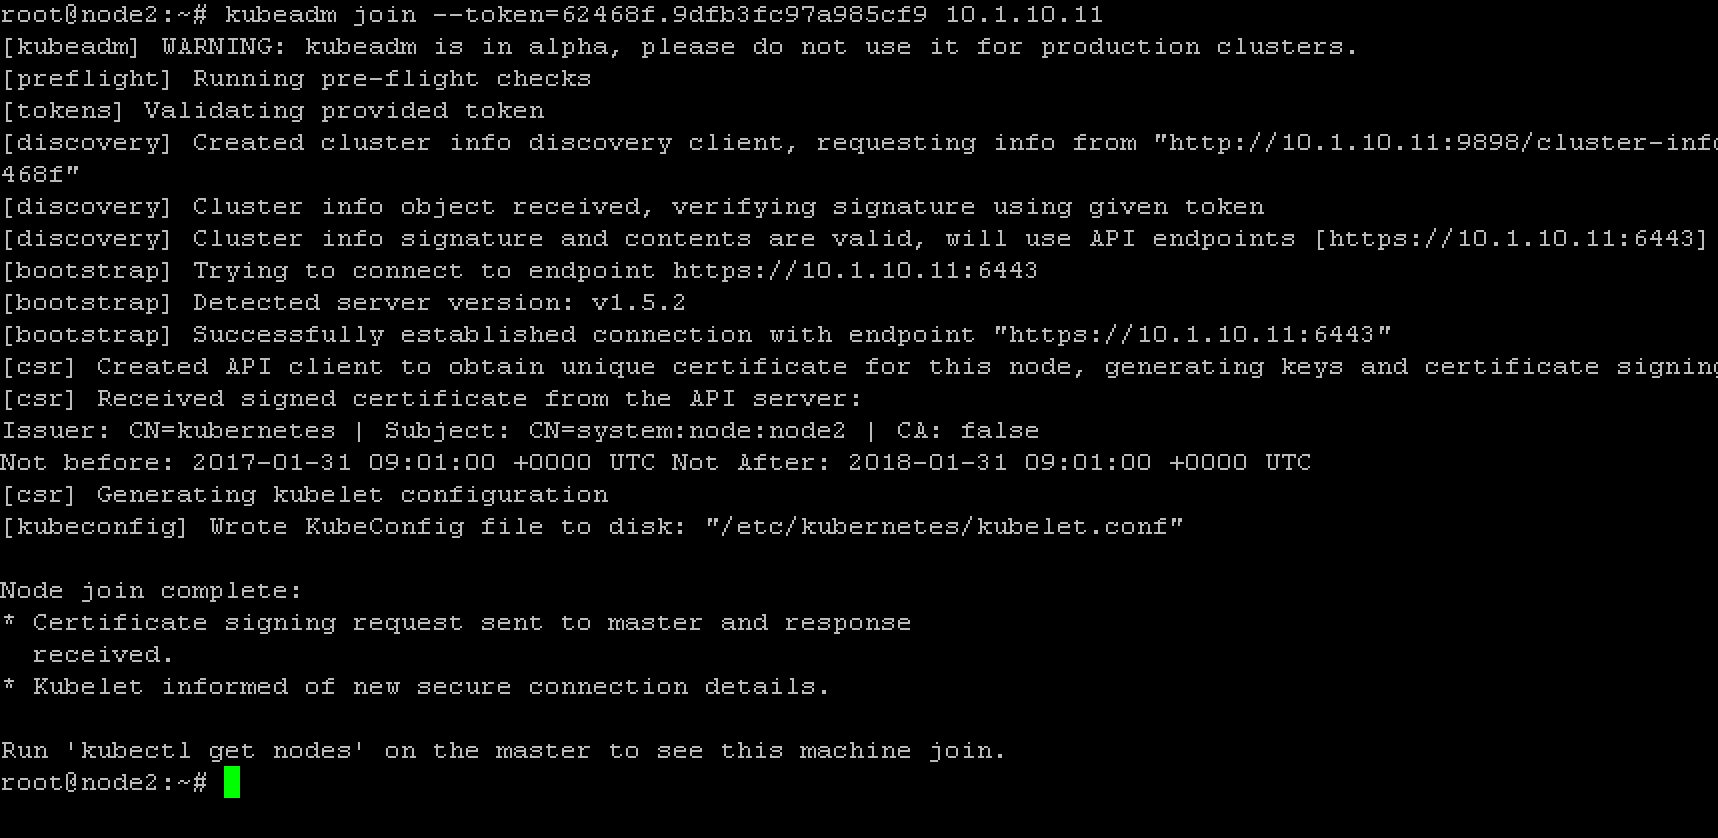 root@node2:~# kubeadm join --token=62468f.9dfb3fc97a985cf9 10.1.10.11
[kubeadm] WARNING: kubeadm is in alpha, please do not use it for production clusters.
[preflight] Running pre-flight checks
[tokens] Validating provided token
[discovery] Created cluster info discovery client, requesting info from "http://10.1.10.11:9898/cluster-info
468f"
[discovery] Cluster info object received, verifying signature using given token
[discovery] Cluster info signature and contents are valid, will use API endpoints [https://10.1.10.11:6443]
[bootstrap] Trying to connect to endpoint https://10.1.10.11:6443
[bootstrap] Detected server version: v1.5.2
[bootstrap] Successfully established connection with endpoint "https://10.1.10.11:6443"
[csr] Created API client to obtain unique certificate for this node, generating keys and certificate signing
[csr] Received signed certificate from the API server:
Issuer: CN=kubernetes | Subject: CN=system:node:node2 | CA: false
Not before: 2017-01-31 09:01:00 +0000 UTC Not After: 2018-01-31 09:01:00 +0000 UTC
[csr] Generating kubelet configuration
[kubeconfig] Wrote KubeConfig file to disk: "/etc/kubernetes/kubelet.conf"
Node join complete:
* Certificate signing request sent to master and response
received.
* Kubelet informed of new secure connection details.
Run 'kubectl get nodes' on the master to see this machine join.
root@node2:~#